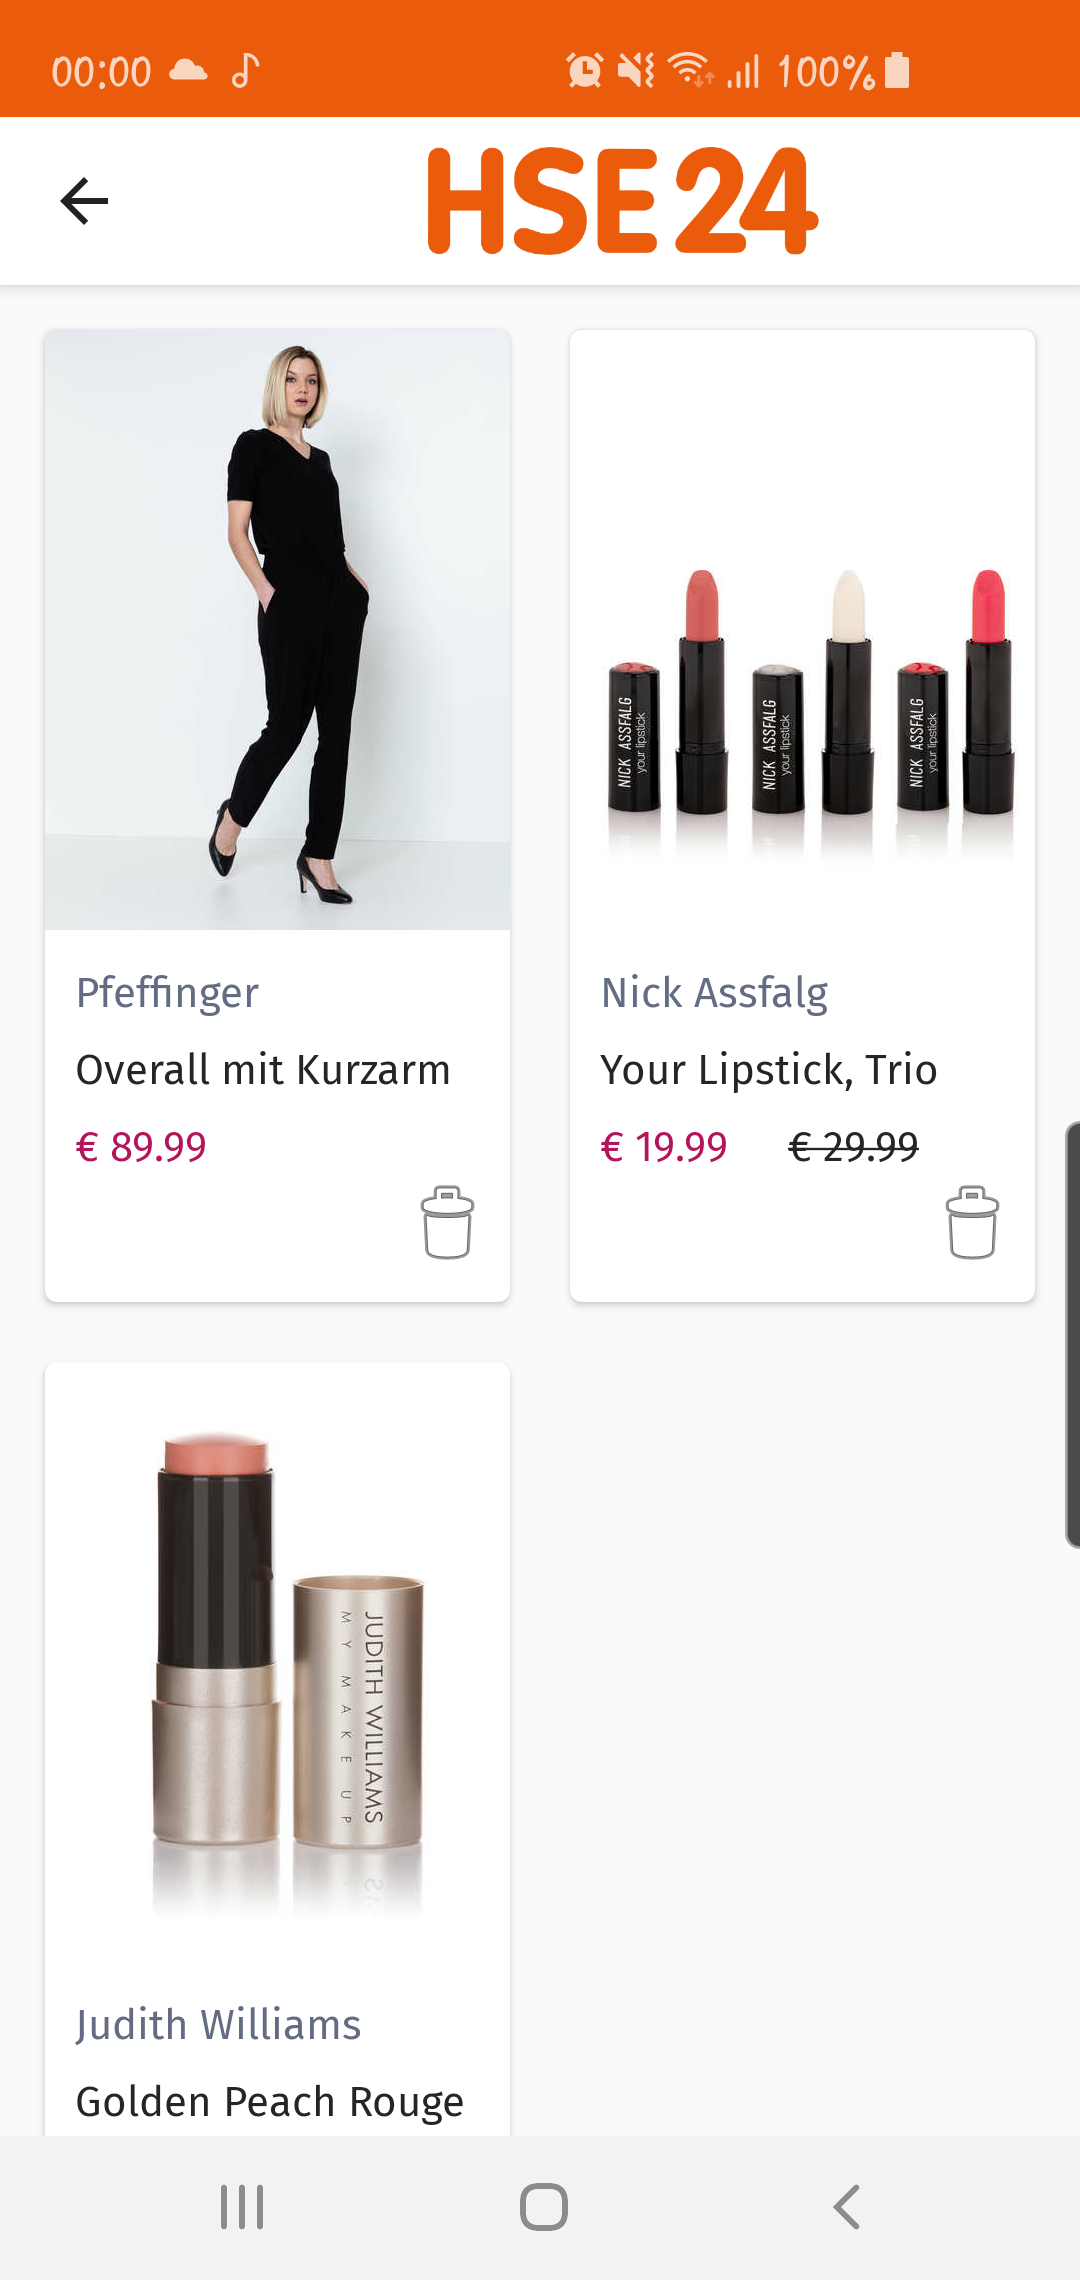 00:00
100%
HSE24
NICK ASSFALG
your lipstick
NICK ASSFALG
your lipstick
NICK ASSFALG
your lipstick
Pfeffinger
Overall mit Kurzarm
€ 89.99
Nick Assfalg
Your Lipstick, Trio
€ 19.99 € 29.99
JUDITH WILLIAMS
MY MAKE UP
Judith Williams
Golden Peach Rouge